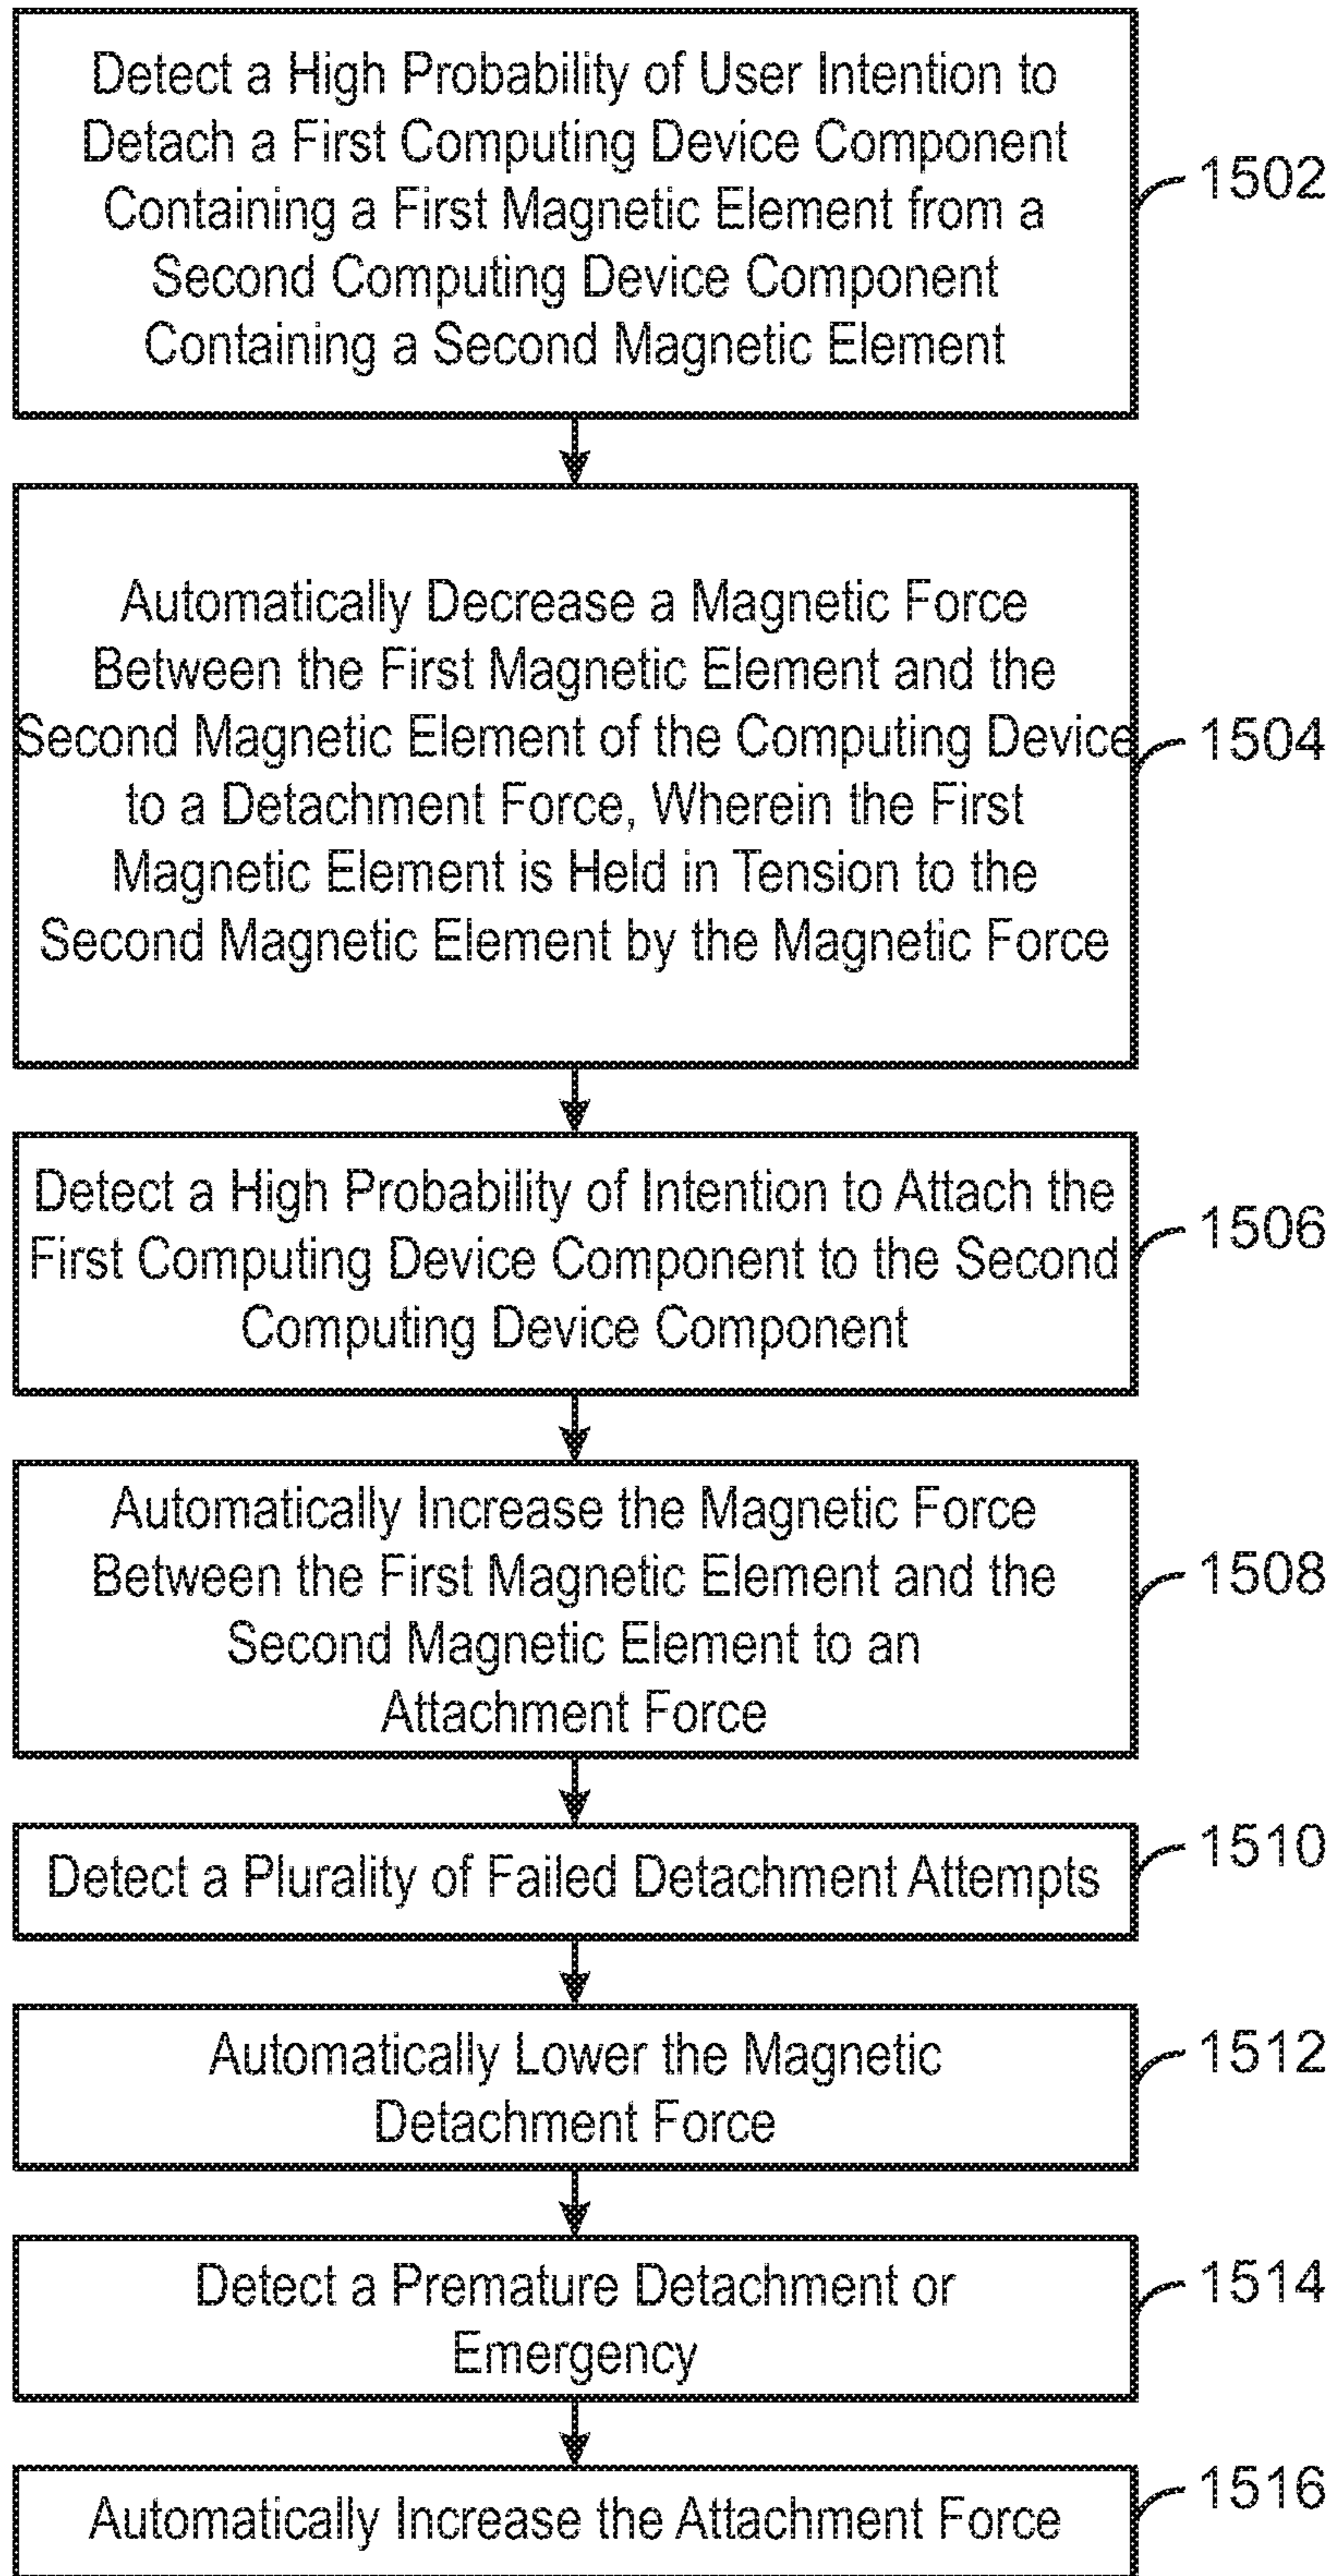 Detect a High Probability of User Intention to
Detach a First Computing Device Component
Containing a First Magnetic Element from a
Second Computing Device Component
Containing a Second Magnetic Element
1502
Automatically Decrease a Magnetic Force
Between the First Magnetic Element and the
Second Magnetic Element of the Computing Device
to a Detachment Force, Wherein the First
Magnetic Element is Held in Tension to the
Second Magnetic Element by the Magnetic Force
1504
Detect a High Probability of Intention to Attach the
First Computing Device Component to the Second
Computing Device Component
1506
Automatically Increase the Magnetic Force
Between the First Magnetic Element and the
Second Magnetic Element to an
Attachment Force
1508
Detect a Plurality of Failed Detachment Attempts
1510
Automatically Lower the Magnetic
Detachment Force
1512
Detect a Premature Detachment or
Emergency
1514
Automatically Increase the Attachment Force
1516